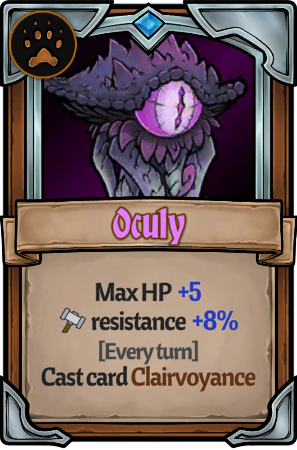 Oculy
Max HP +5
resistance +8%
[Every turn]
Cast card Clairvoyance